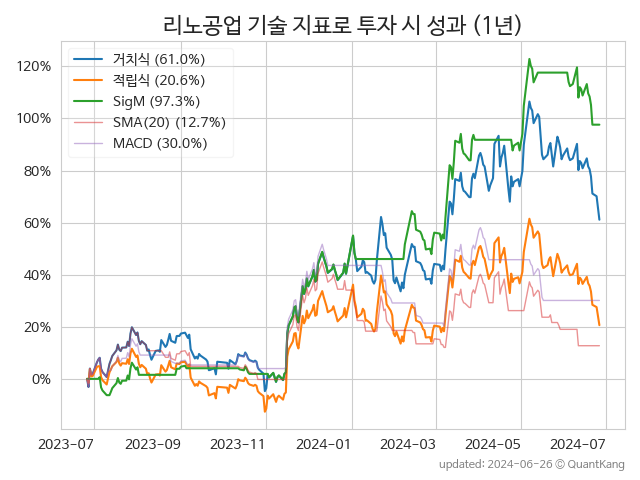 리노공업 기술 지표로 투자 시 성과 (1년)
거치식 (61.0%)
적립식 (20.6%)
SigM (97.3%)
SMA(20) (12.7%)
MACD (30.0%)
120%
100%
80%
60%
40%
20%
0%
2023-07 2023-09 2023-11 2024-01 2024-03 2024-05 2024-07
updated: 2024-06-26 © QuantKang